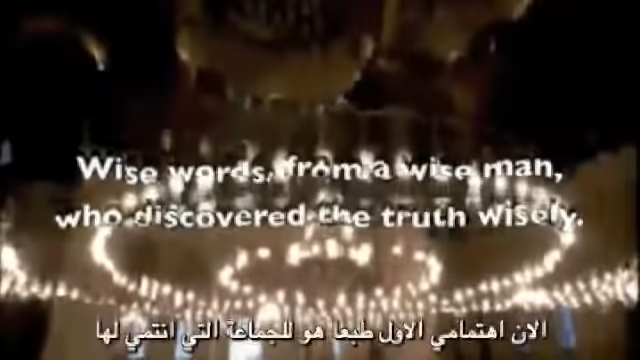 Wise words, from a wise man,
who discovered the truth wisely.
الان اهتمامي الاول طبعا هو للجماعة التي انتمي لها